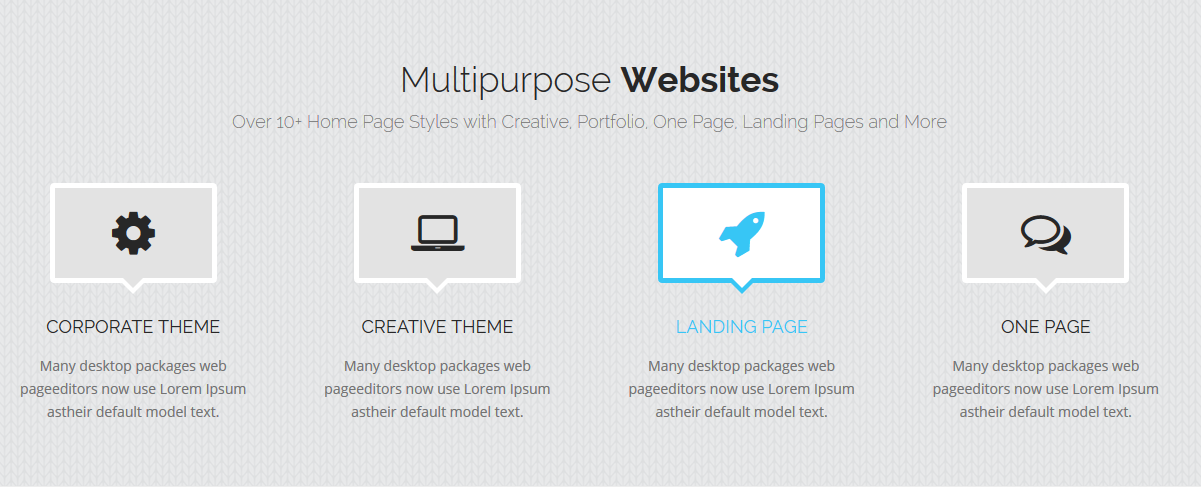 Multipurpose Websites
Over 10+ Home Page Styles with Creative, Portfolio, One Page, Landing Pages and More
CORPORATE THEME
Many desktop packages web
pageeditors now use Lorem Ipsum
astheir default model text.
CREATIVE THEME
Many desktop packages web
pageeditors now use Lorem Ipsum
astheir default model text.
LANDING PAGE
Many desktop packages web
pageeditors now use Lorem Ipsum
astheir default model text.
ONE PAGE
Many desktop packages web
pageeditors now use Lorem Ipsum
astheir default model text.